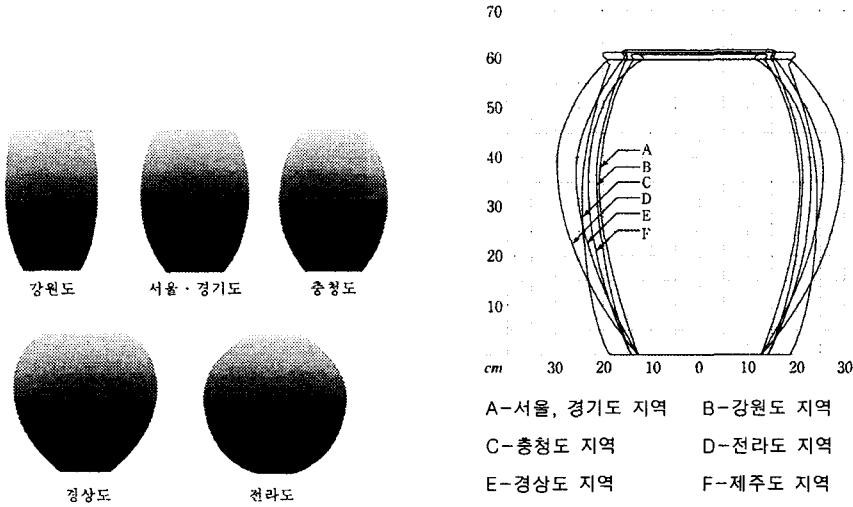 강원도
서울 · 경기도
충청도
경상도
전라도
70
60
50
40
30
20
10
A
B
C
D
E
F
cm 30 20 10 0 10 20 30
A-서울, 경기도 지역 B-강원도 지역
C-충청도 지역 D-전라도 지역
E-경상도 지역 F-제주도 지역